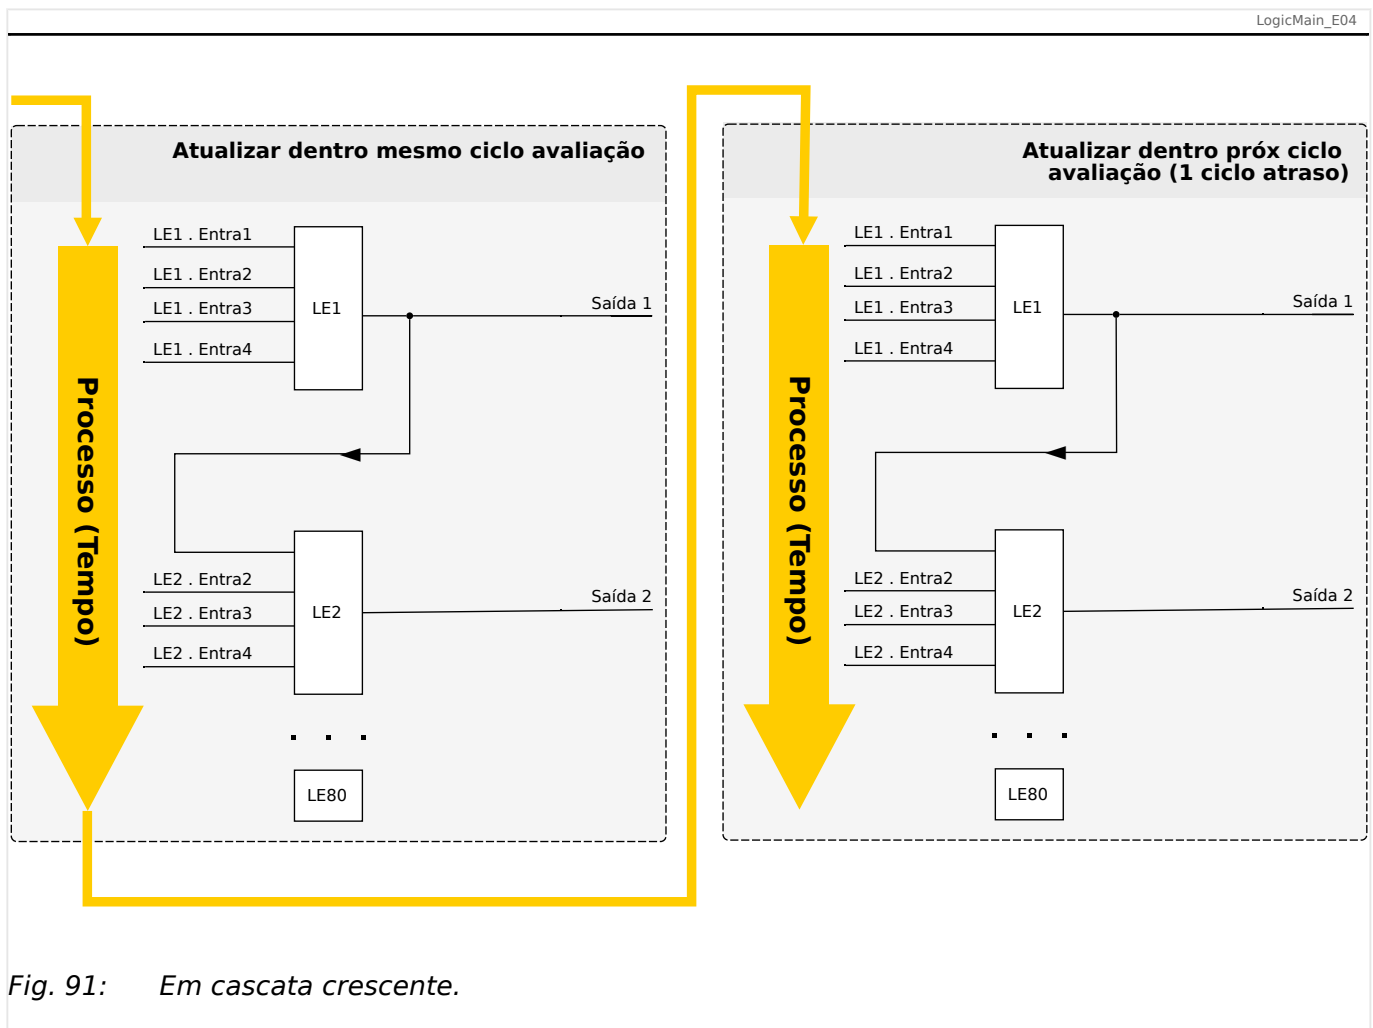 LogicMain_E04
Atualizar dentro mesmo ciclo avaliação
LE1 . Entra1
LE1 . Entra2
LE1 . Entra3
LE1 . Entra4
LE1
Saída 1
Processo (Tempo)
LE2 . Entra2
LE2 . Entra3
LE2 . Entra4
LE2
Saída 2
. . .
LE80
Atualizar dentro próx ciclo
avaliação (1 ciclo atraso)
LE1 . Entra1
LE1 . Entra2
LE1 . Entra3
LE1 . Entra4
LE1
Saída 1
Processo (Tempo)
LE2 . Entra2
LE2 . Entra3
LE2 . Entra4
LE2
Saída 2
. . .
LE80
Fig. 91: Em cascata crescente.